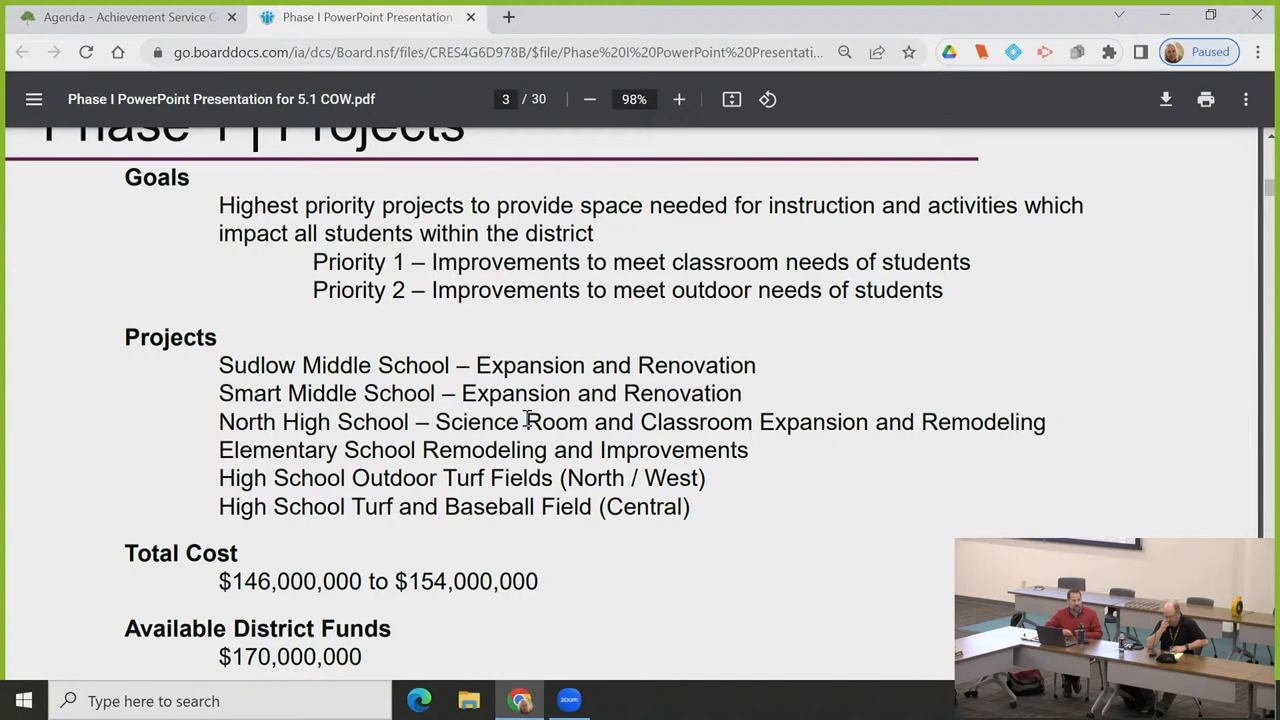 Agenda - Achievement Service C
Phase I PowerPoint Presentation
go.boarddocs.com/ia/dcs/Board.nsf/files/CRES4G6D978B/$file/Phase%20I%20PowerPoint%20Presentati...
Paused
Phase I PowerPoint Presentation for 5.1 COW.pdf
3 / 30
98%
Phase 1 | Projects
Goals
Highest priority projects to provide space needed for instruction and activities which
impact all students within the district
Priority 1 – Improvements to meet classroom needs of students
Priority 2 – Improvements to meet outdoor needs of students
Projects
Sudlow Middle School – Expansion and Renovation
Smart Middle School – Expansion and Renovation
North High School – Science Room and Classroom Expansion and Remodeling
Elementary School Remodeling and Improvements
High School Outdoor Turf Fields (North / West)
High School Turf and Baseball Field (Central)
Total Cost
$146,000,000 to $154,000,000
Available District Funds
$170,000,000
Type here to search
zoom